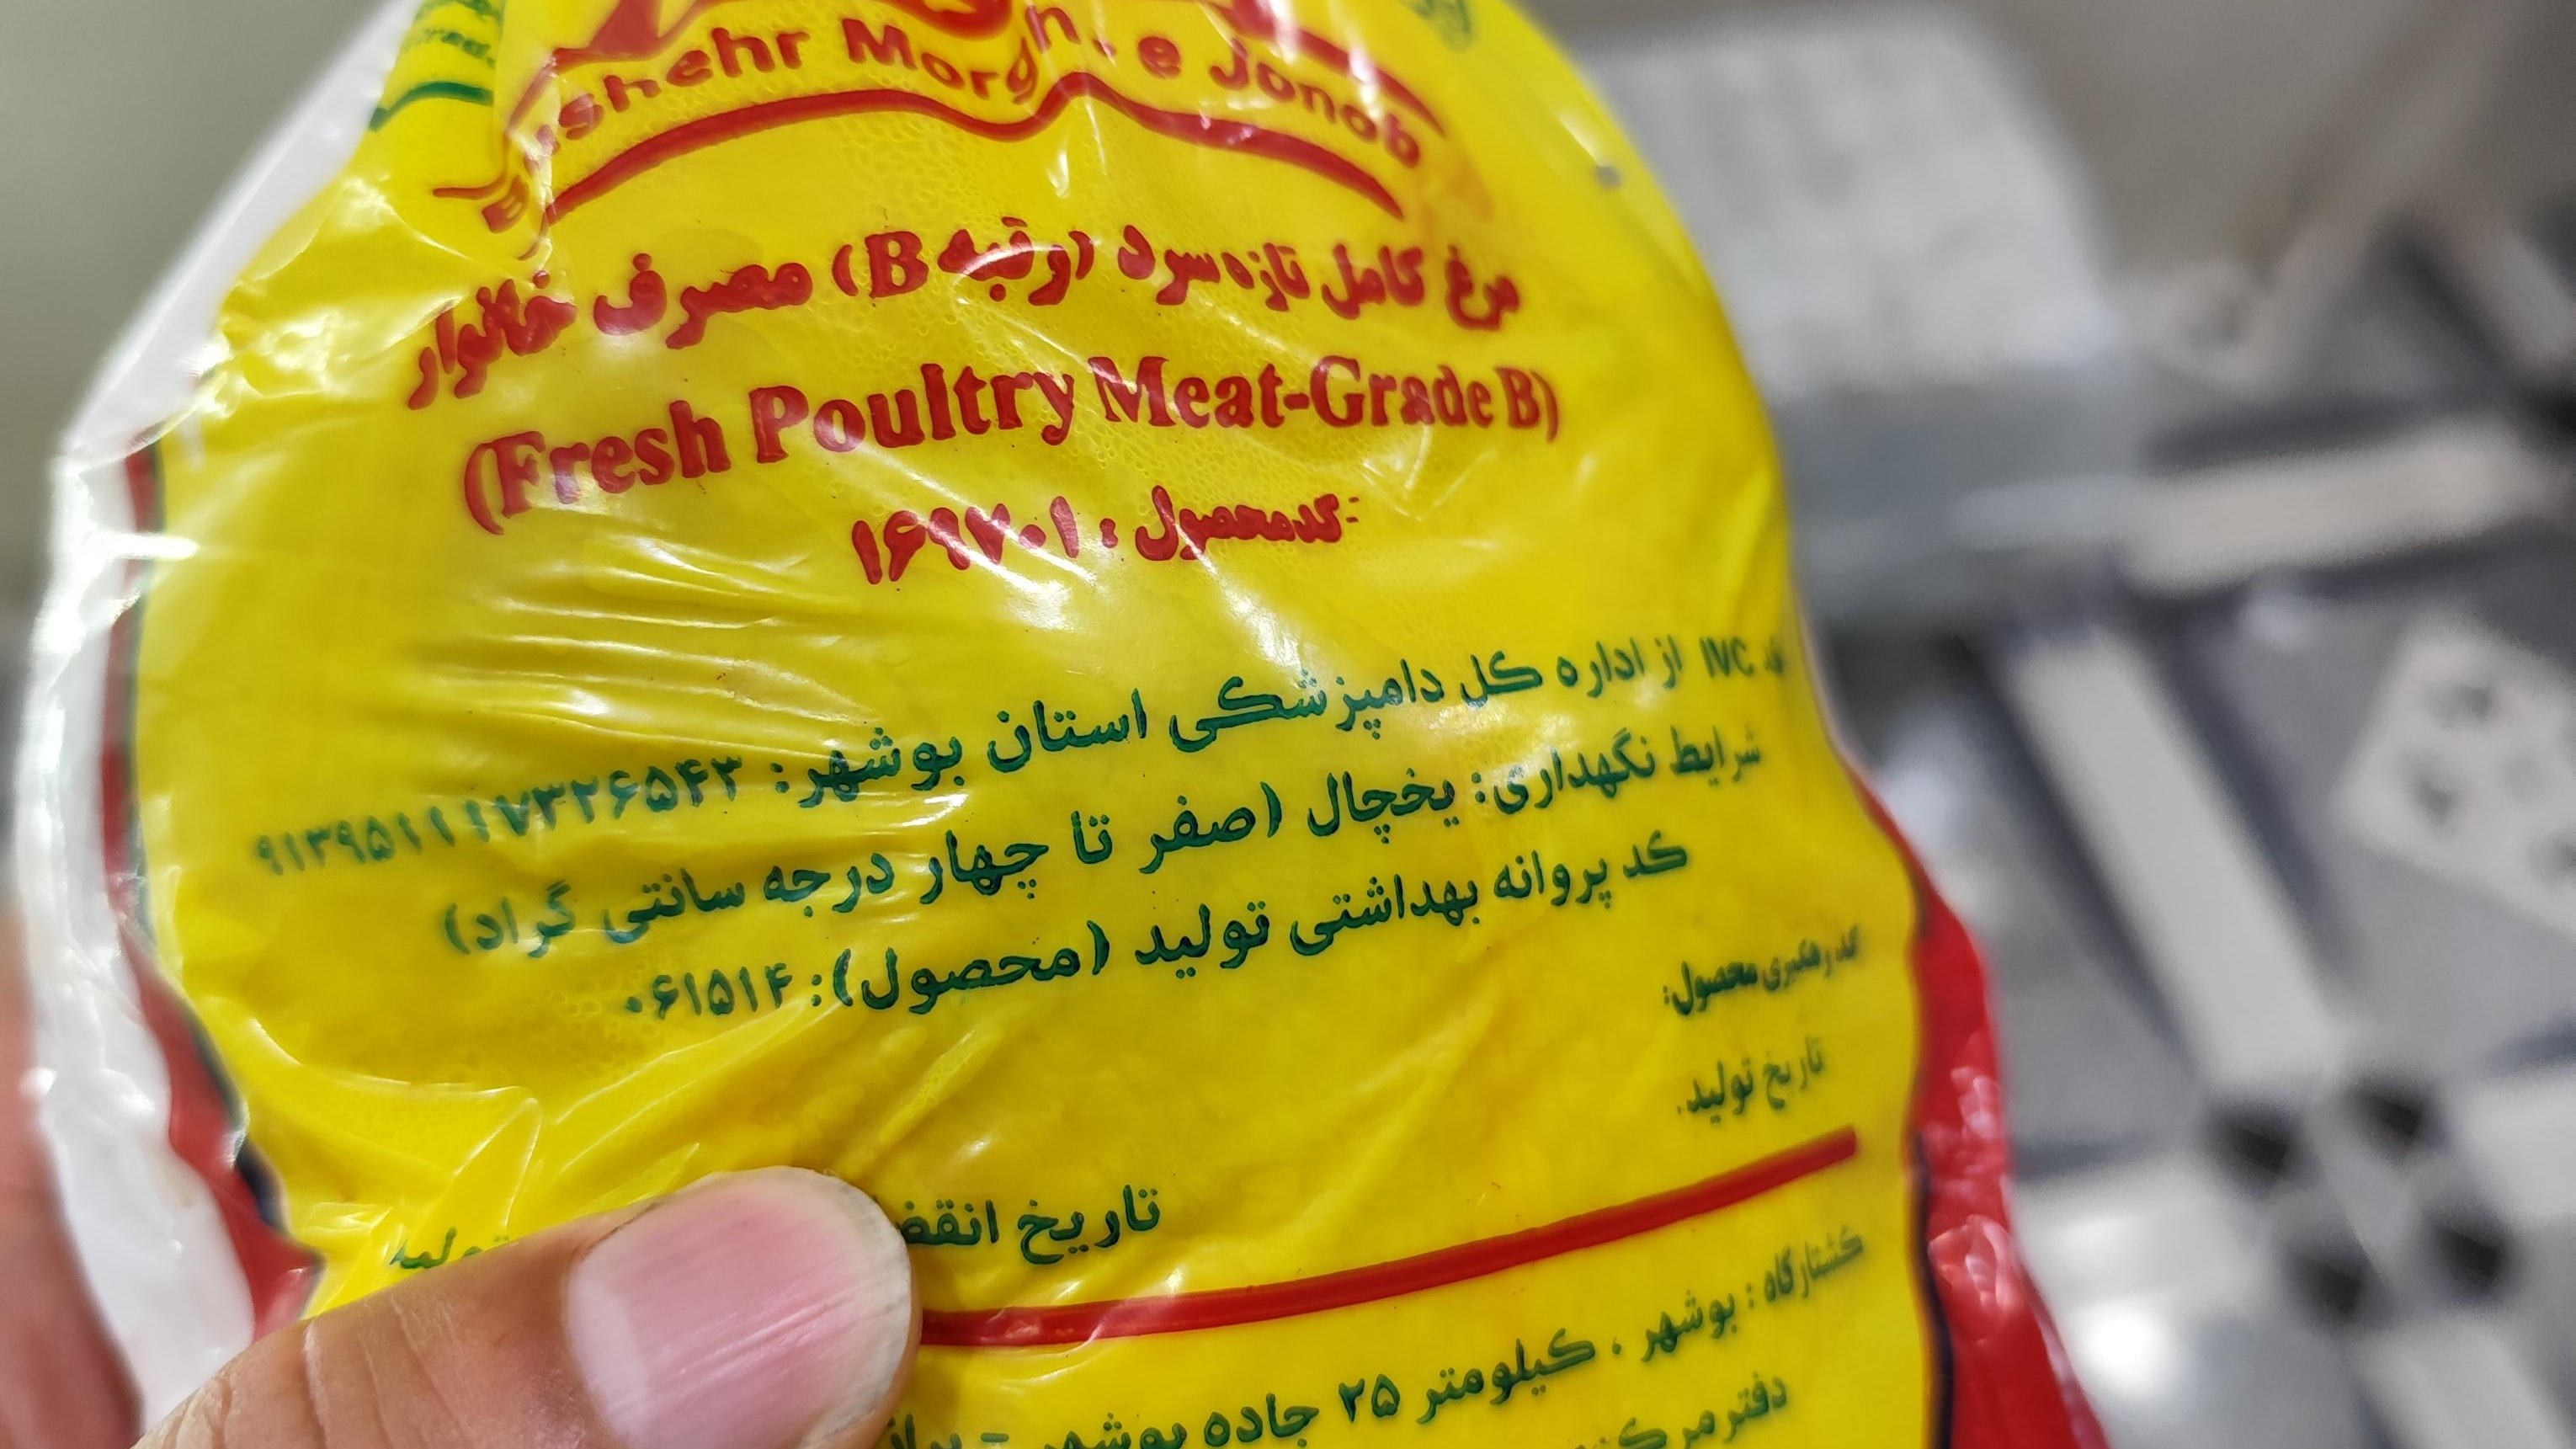 Bushehr Morgh.e Jonob
مرغ کامل تازه سرد (رتبه B) مصرف خانوار
(Fresh Poultry Meat-Grade B)
کدمحصول : ۱۶۹۷۰۱
IVC از اداره کل دامپزشکی استان بوشهر: ۹۱۳۹۵۱۱۱۷۳۲۶۵۴۳
شرایط نگهداری: یخچال (صفر تا چهار درجه سانتی گراد)
کد پروانه بهداشتی تولید (محصول): ۰۶۱۵۱۴
کد رهگیری محصول:
تاریخ تولید:
تاریخ
کشتارگاه : بوشهر ، کیلومتر ۲۵ جاده بوشهر -